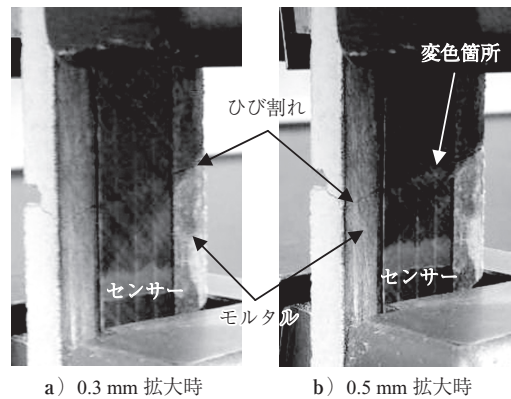 変色箇所
ひび割れ
センサー
センサー
モルタル
a）0.3 mm 拡大時
b）0.5 mm 拡大時